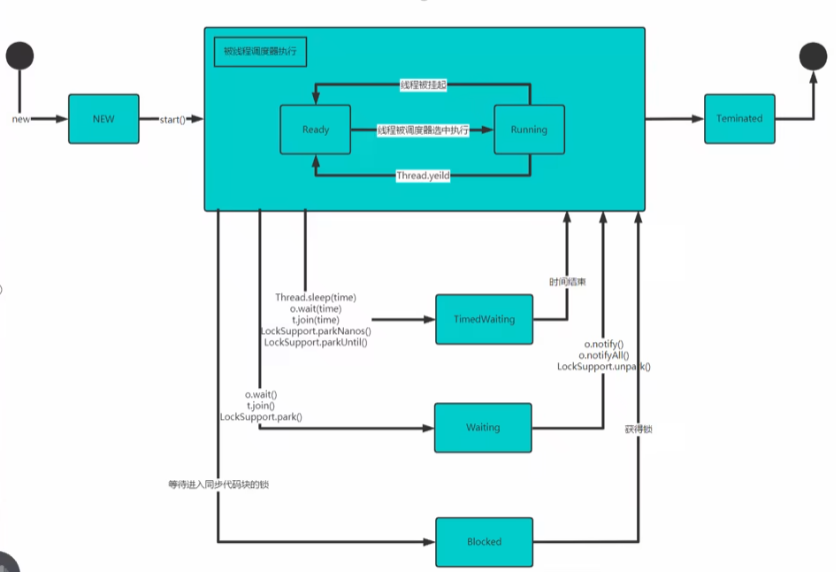 被线程调度器执行
线程被挂起
new
NEW
start()
Ready
线程被调度器选中执行
Running
Teminated
Thread.yeild
时间结束
Thread.sleep(time)
o.wait(time)
t.join(time)
LockSupport.parkNanos()
LockSupport.parkUntil()
TimedWaiting
o.notify()
o.notifyAll()
LockSupport.unpark()
o.wait()
t.join()
LockSupport.park()
Waiting
获得锁
等待进入同步代码块的锁
Blocked